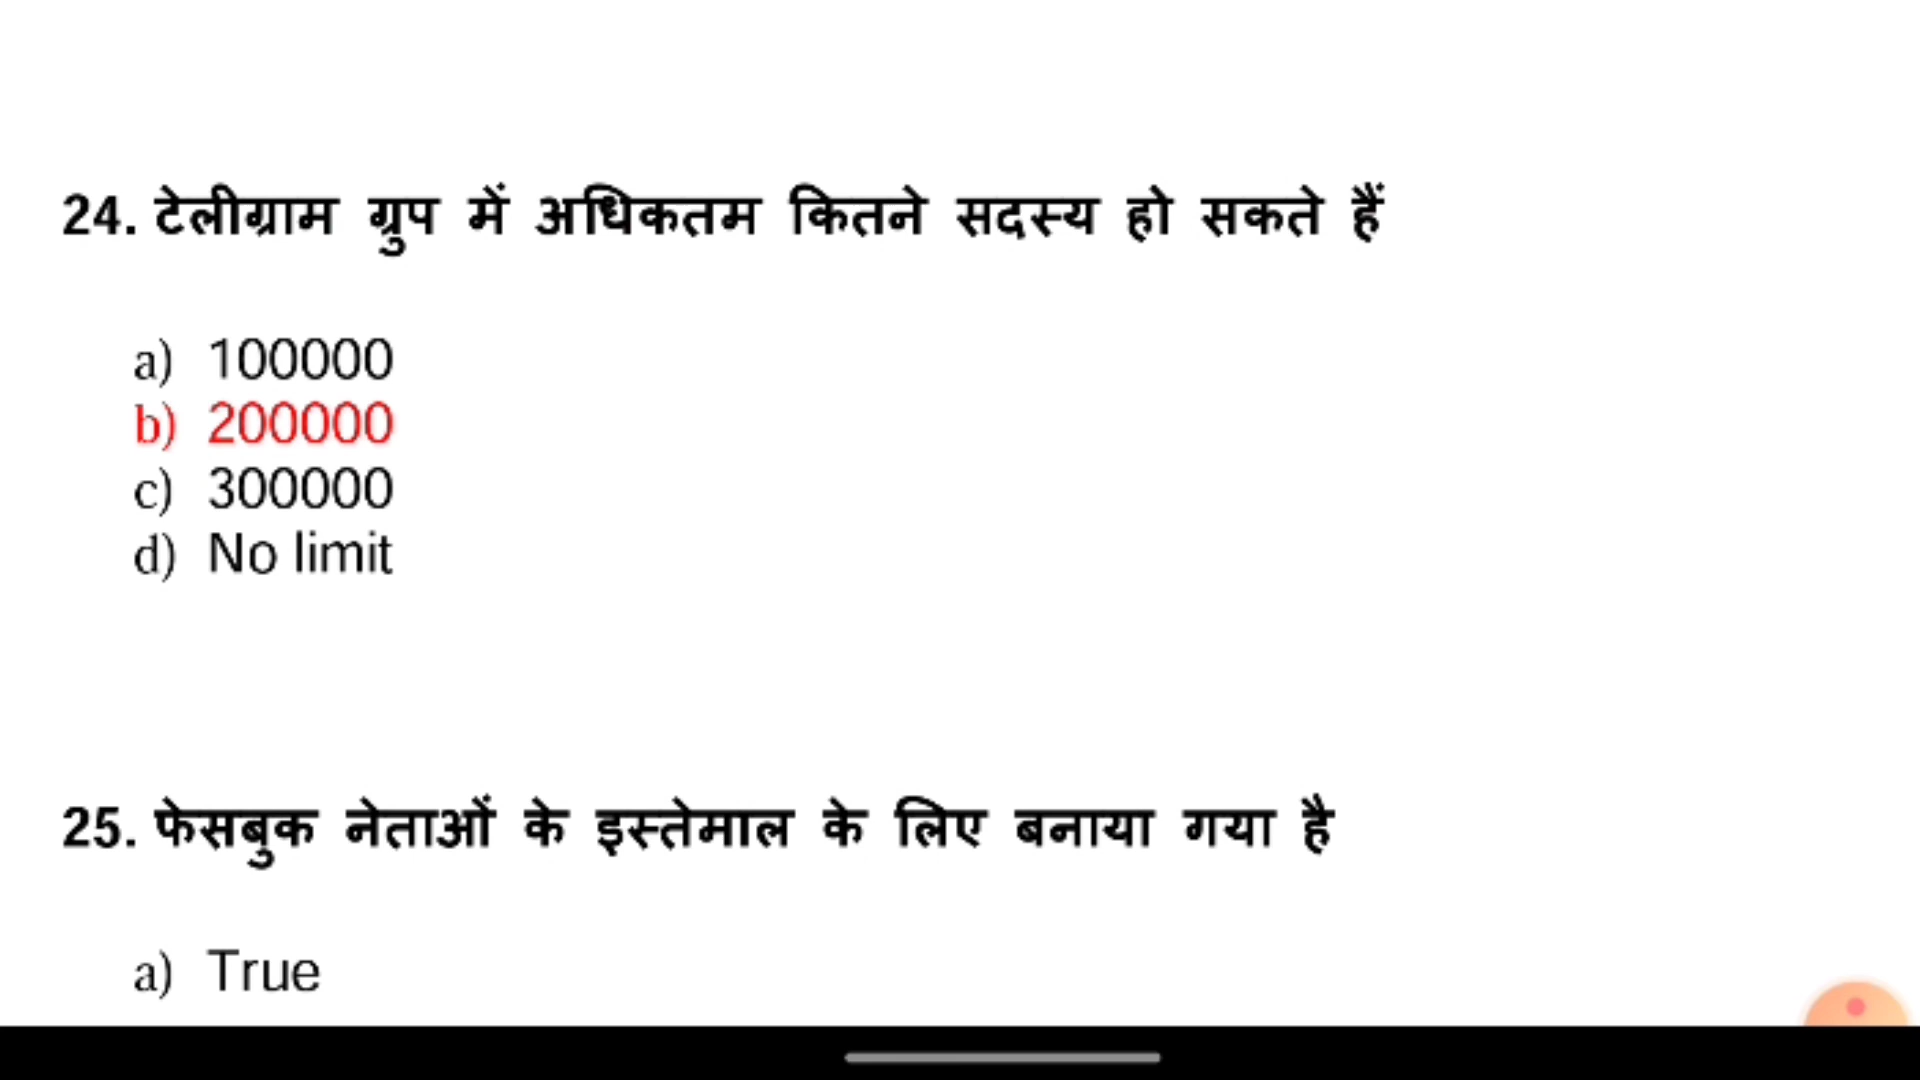 24. टेलीग्राम ग्रुप में अधिकतम कितने सदस्य हो सकते हैं
a) 100000
b) 200000
c) 300000
d) No limit
25. फेसबुक नेताओं के इस्तेमाल के लिए बनाया गया है
a) True